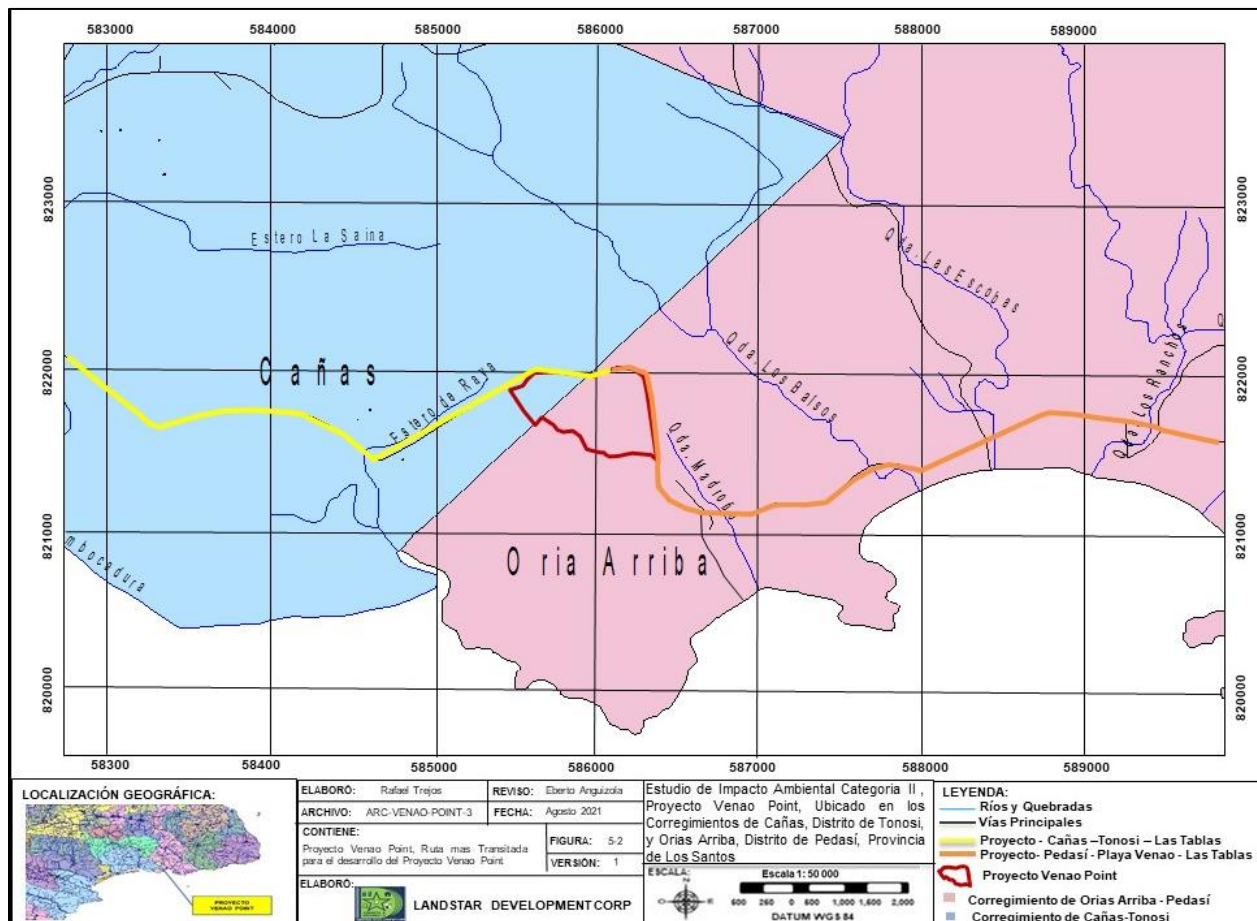 583000 584000 585000 586000 587000 588000 589000
823000
823000
Estero La Saina
Qda. Las Escobas
822000
822000
Cañas
Estero de Raya
Qda. Los Balsos
Qda. Los Ranchos
Q
Qda. Madroño
821000
821000
mbocadura
Oria Arriba
820000
820000
58300 58400 585000 586000 587000 588000 589000
LOCALIZACIÓN GEOGRÁFICA:
PROYECTO
VENAO POINT
ELABORÓ: Rafael Trejos
REVISO: Eberto Anguizola
ARCHIVO: ARC-VENAO-POINT-3
FECHA: Agosto 2021
CONTIENE:
Proyecto Venao Point, Ruta mas Transitada
para el desarrollo del Proyecto Venao Point
FIGURA: 5-2
VERSIÓN: 1
ELABORÓ:
LANDSTAR DEVELOPMENT CORP
Estudio de Impacto Ambiental Categoria II ,
Proyecto Venao Point, Ubicado en los
Corregimientos de Cañas, Distrito de Tonosi,
y Orias Arriba, Distrito de Pedasí, Provincia
de Los Santos
ESCALA:
Escala 1: 50 000
600 250 0 500 1,000 1,500 2,000
DATUM WGS 84
LEYENDA:
Ríos y Quebradas
Vías Principales
Proyecto - Cañas –Tonosi – Las Tablas
Proyecto- Pedasí - Playa Venao - Las Tablas
Proyecto Venao Point
Corregimiento de Orias Arriba - Pedasí
Corregimiento de Cañas-Tonosi